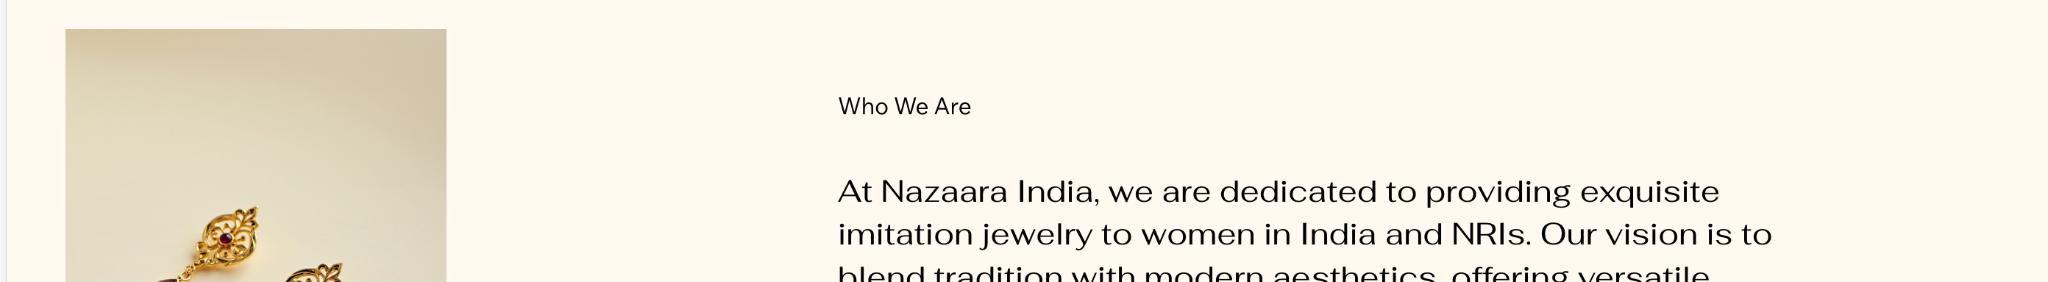 Who We Are
At Nazaara India, we are dedicated to providing exquisite
imitation jewelry to women in India and NRIs. Our vision is to
blend tradition with modern aesthetics, offering versatile